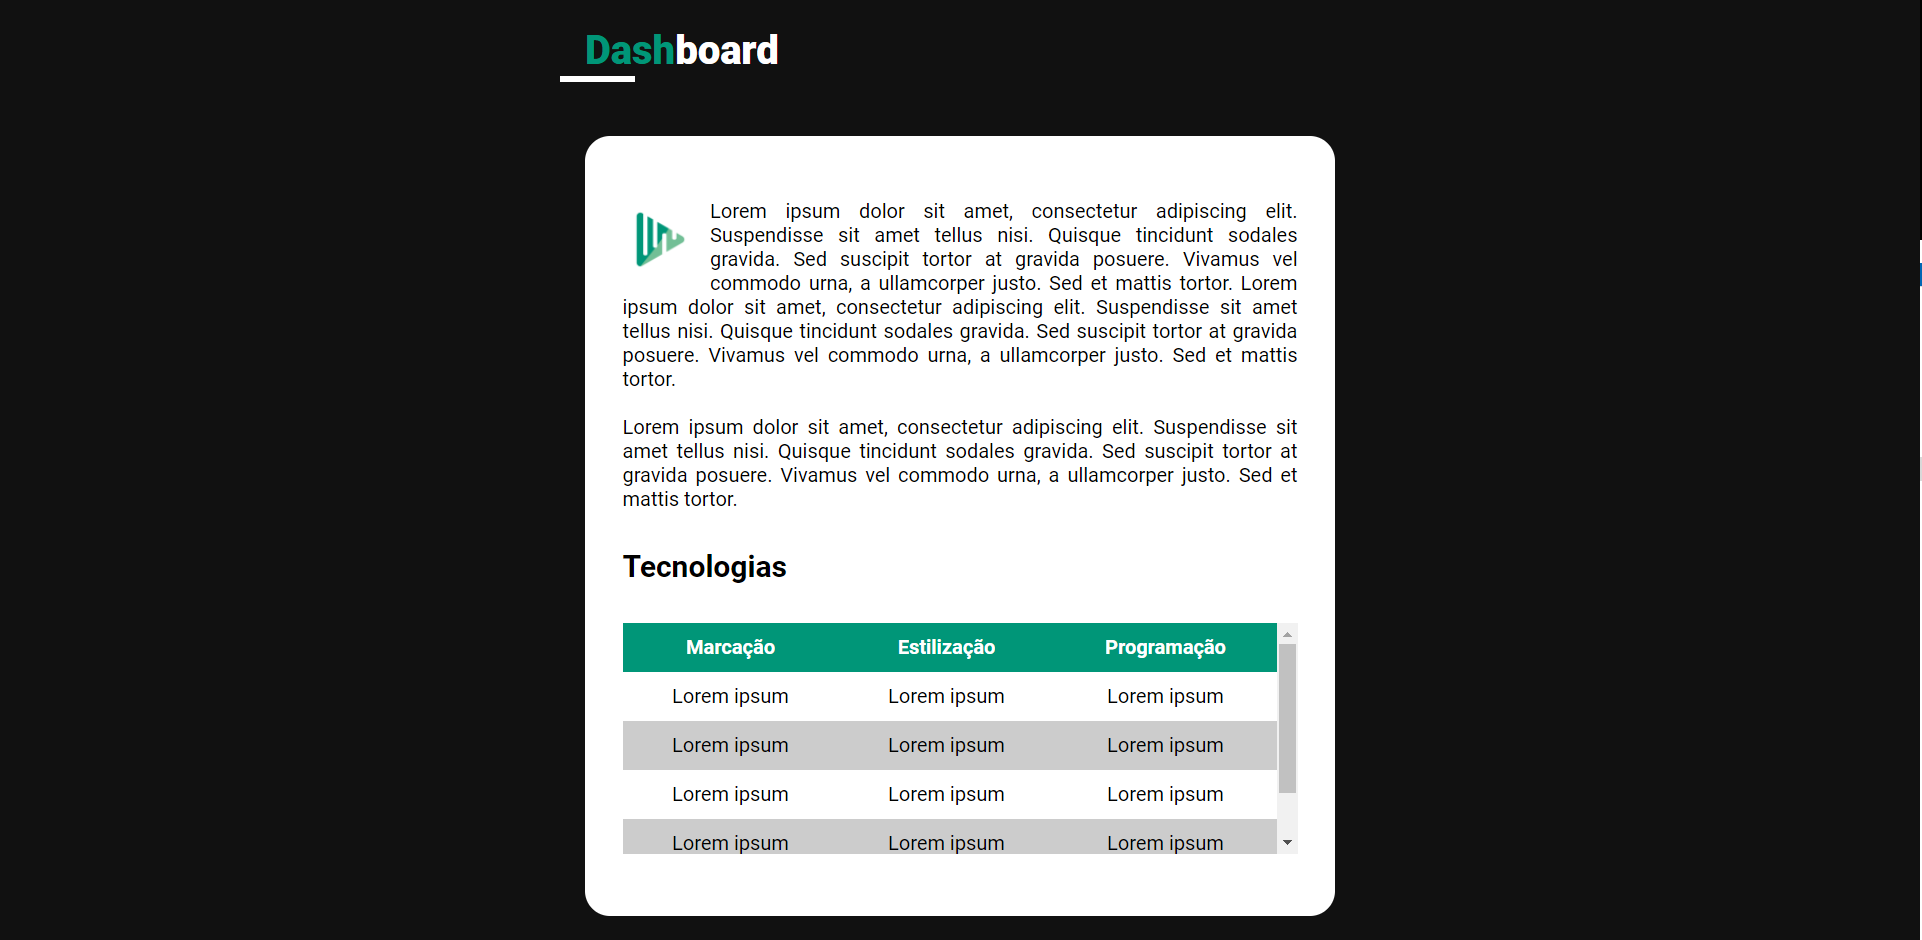 Dashboard
Lorem ipsum dolor sit amet, consectetur adipiscing elit.
Suspendisse sit amet tellus nisi. Quisque tincidunt sodales
gravida. Sed suscipit tortor at gravida posuere. Vivamus vel
commodo urna, a ullamcorper justo. Sed et mattis tortor. Lorem
ipsum dolor sit amet, consectetur adipiscing elit. Suspendisse sit amet
tellus nisi. Quisque tincidunt sodales gravida. Sed suscipit tortor at gravida
posuere. Vivamus vel commodo urna, a ullamcorper justo. Sed et mattis
tortor.
Lorem ipsum dolor sit amet, consectetur adipiscing elit. Suspendisse sit
amet tellus nisi. Quisque tincidunt sodales gravida. Sed suscipit tortor at
gravida posuere. Vivamus vel commodo urna, a ullamcorper justo. Sed et
mattis tortor.
Tecnologias
Marcação Estilização Programação
Lorem ipsum Lorem ipsum Lorem ipsum
Lorem ipsum Lorem ipsum Lorem ipsum
Lorem ipsum Lorem ipsum Lorem ipsum
Lorem ipsum Lorem ipsum Lorem ipsum